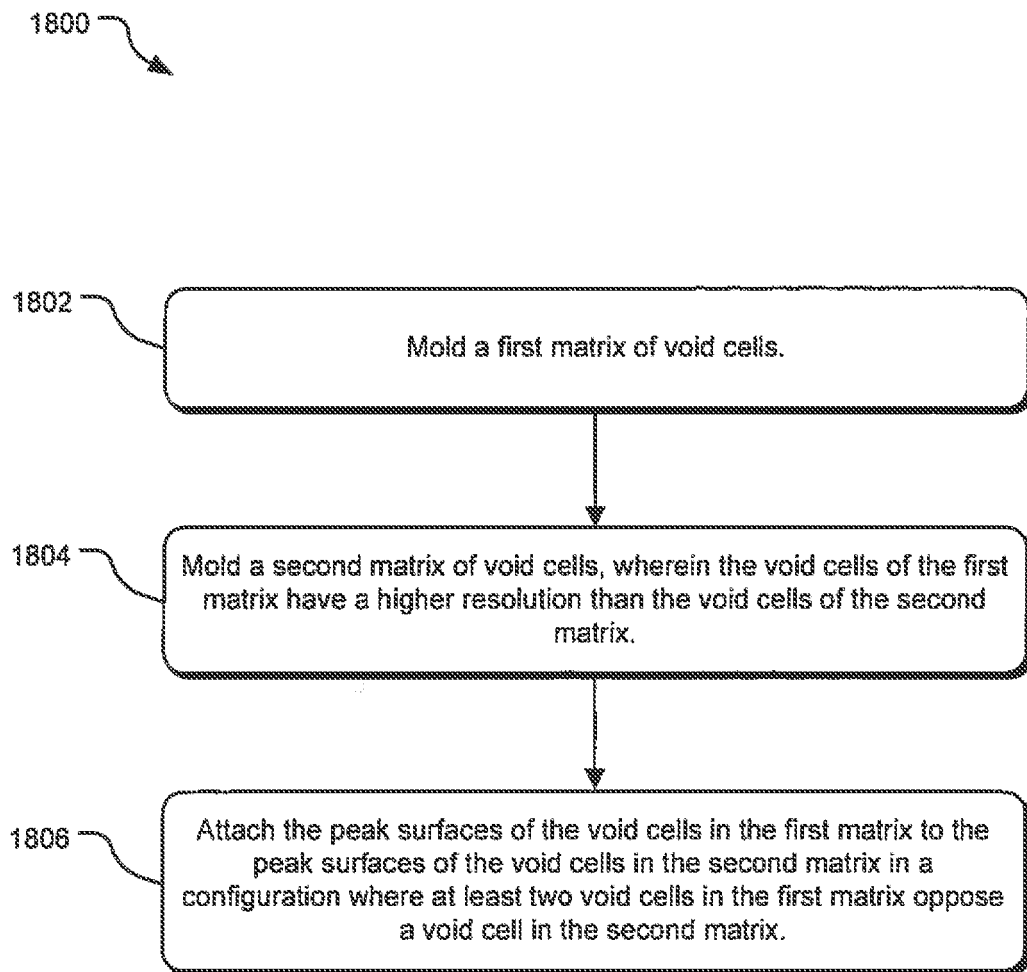 1800
1802
Mold a first matrix of void cells.
1804
Mold a second matrix of void cells, wherein the void cells of the first
matrix have a higher resolution than the void cells of the second
matrix.
1806
Attach the peak surfaces of the void cells in the first matrix to the
peak surfaces of the void cells in the second matrix in a
configuration where at least two void cells in the first matrix oppose
a void cell in the second matrix.